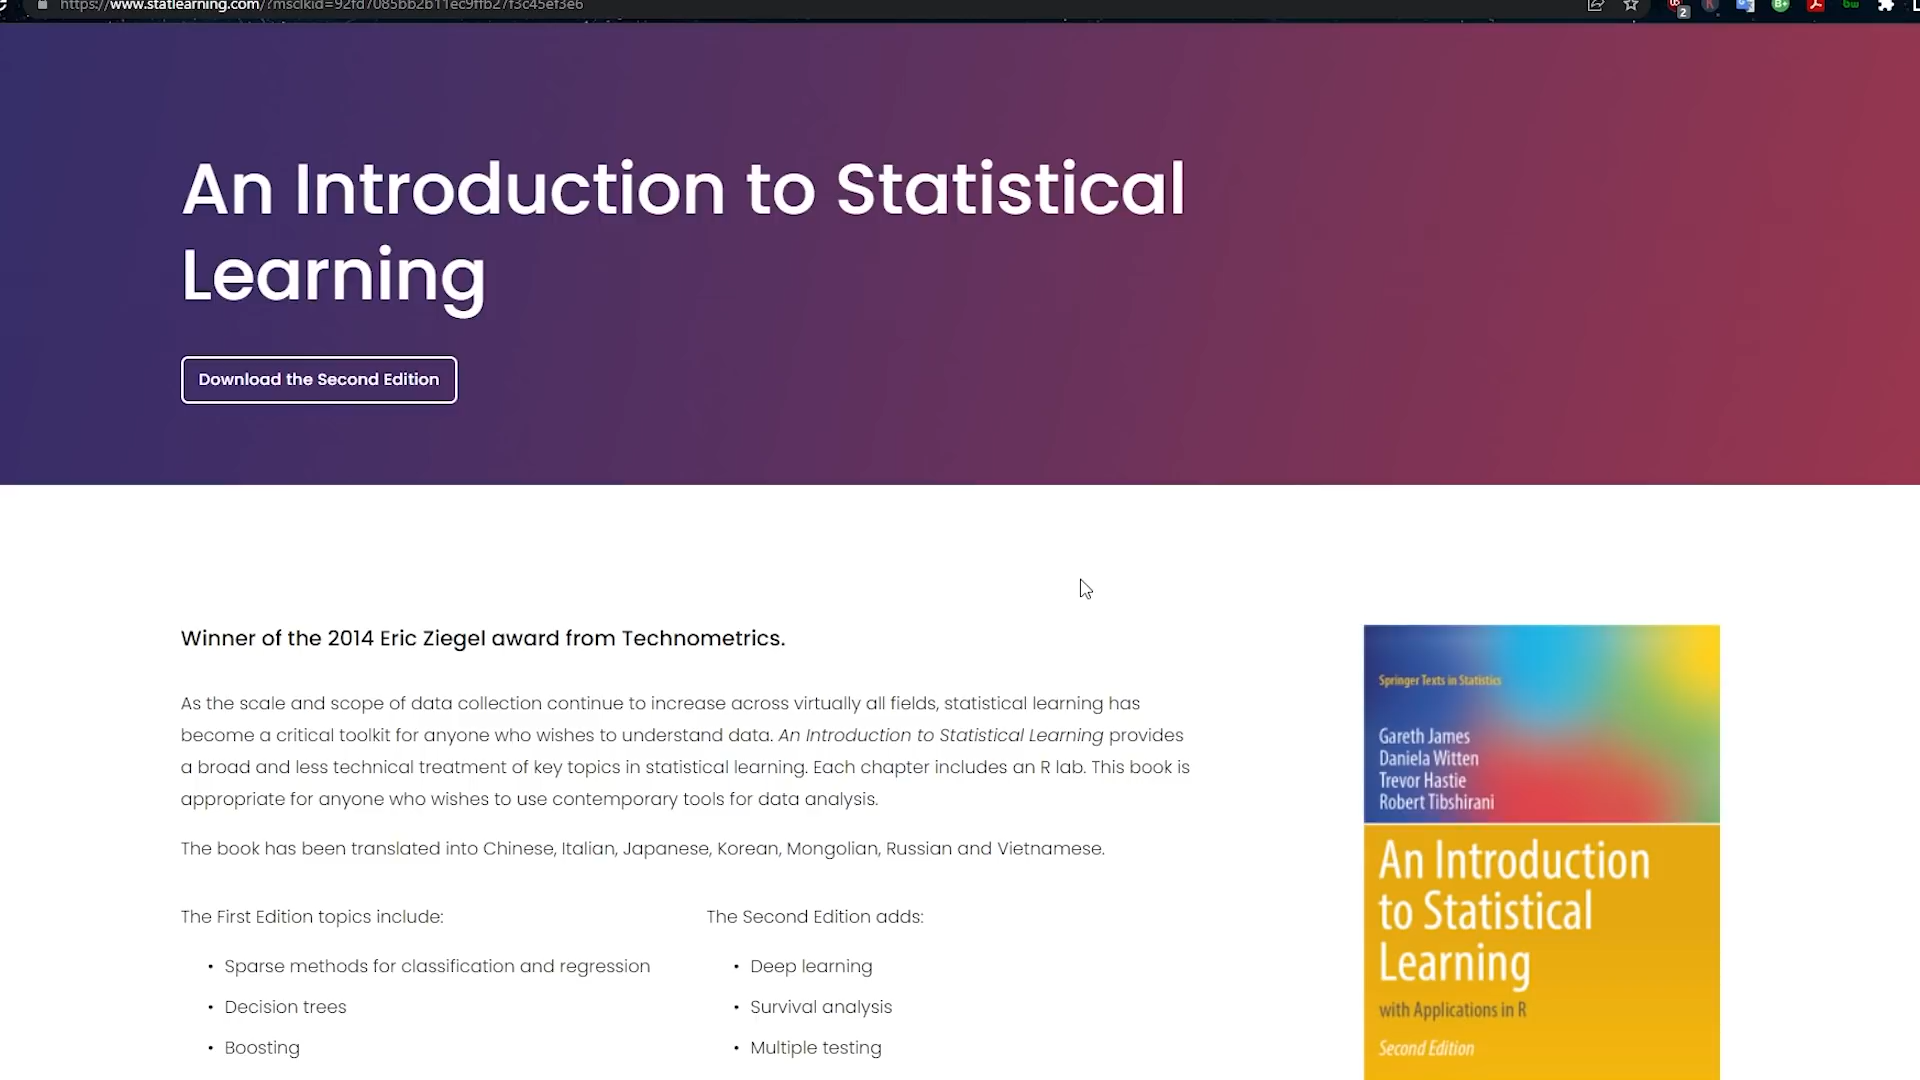 https://www.statlearning.com/?msclkid=92fd7085bb2b11ec9ffb27f3c45ef3e6
2
An Introduction to Statistical
Learning
Download the Second Edition
Winner of the 2014 Eric Ziegel award from Technometrics.
As the scale and scope of data collection continue to increase across virtually all fields, statistical learning has
become a critical toolkit for anyone who wishes to understand data. An Introduction to Statistical Learning provides
a broad and less technical treatment of key topics in statistical learning. Each chapter includes an R lab. This book is
appropriate for anyone who wishes to use contemporary tools for data analysis.
The book has been translated into Chinese, Italian, Japanese, Korean, Mongolian, Russian and Vietnamese.
The First Edition topics include:
• Sparse methods for classification and regression
• Decision trees
• Boosting
The Second Edition adds:
• Deep learning
• Survival analysis
• Multiple testing
Springer Texts in Statistics
Gareth James
Daniela Witten
Trevor Hastie
Robert Tibshirani
An Introduction
to Statistical
Learning
with Applications in R
Second Edition